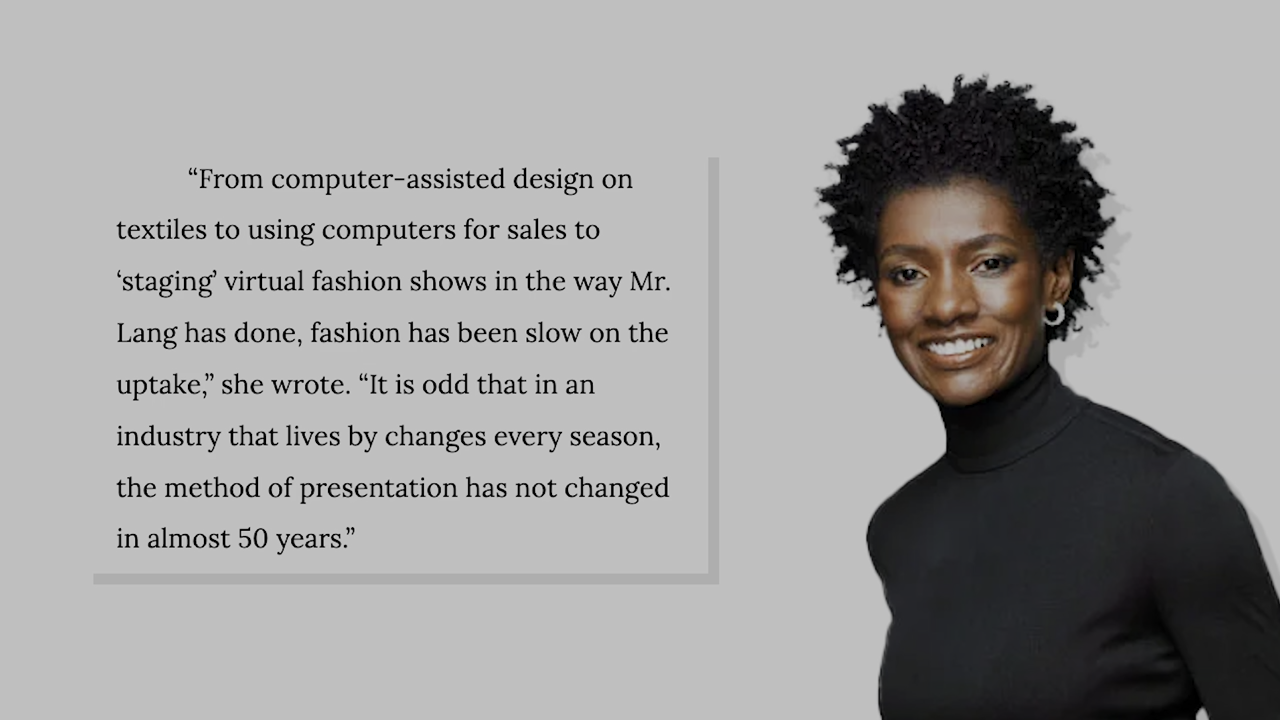 “From computer-assisted design on
textiles to using computers for sales to
‘staging’ virtual fashion shows in the way Mr.
Lang has done, fashion has been slow on the
uptake,” she wrote. “It is odd that in an
industry that lives by changes every season,
the method of presentation has not changed
in almost 50 years.”